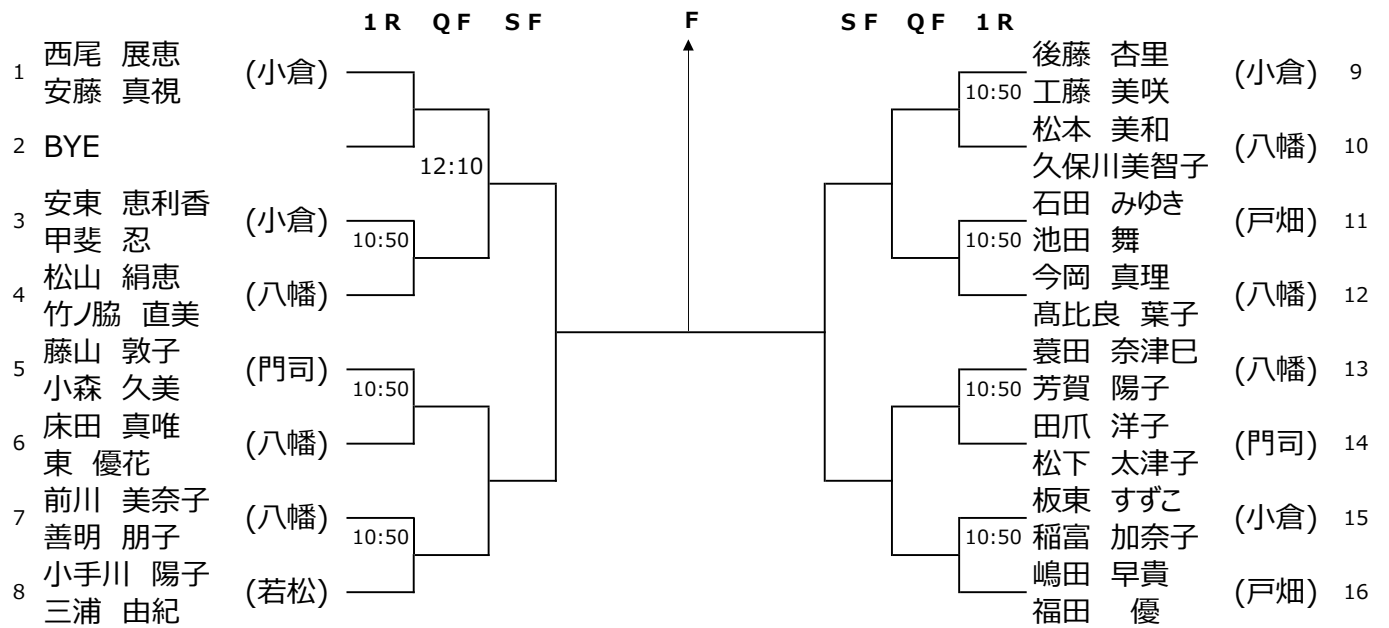 1 R QF SF F SF QF 1 R
1 西尾 展恵 (小倉)
安藤 真視
2 BYE
12:10
3 安東 恵利香 (小倉)
甲斐 忍
10:50
4 松山 絹恵 (八幡)
竹ノ脇 直美
5 藤山 敦子 (門司)
小森 久美
10:50
6 床田 真唯 (八幡)
東 優花
7 前川 美奈子 (八幡)
善明 朋子
10:50
8 小手川 陽子 (若松)
三浦 由紀
後藤 杏里 (小倉) 9
工藤 美咲
10:50
松本 美和 (八幡) 10
久保川美智子
石田 みゆき (戸畑) 11
池田 舞
10:50
今岡 真理 (八幡) 12
髙比良 葉子
蓑田 奈津巳 (八幡) 13
芳賀 陽子
10:50
田爪 洋子 (門司) 14
松下 太津子
板東 すずこ (小倉) 15
稲富 加奈子
10:50
嶋田 早貴 (戸畑) 16
福田 優